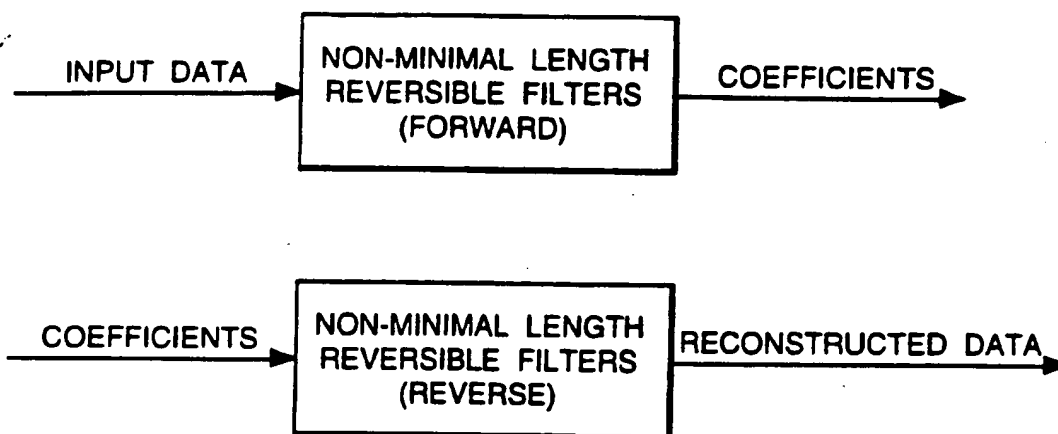 INPUT DATA
NON-MINIMAL LENGTH
REVERSIBLE FILTERS
(FORWARD)
COEFFICIENTS
COEFFICIENTS
NON-MINIMAL LENGTH
REVERSIBLE FILTERS
(REVERSE)
RECONSTRUCTED DATA